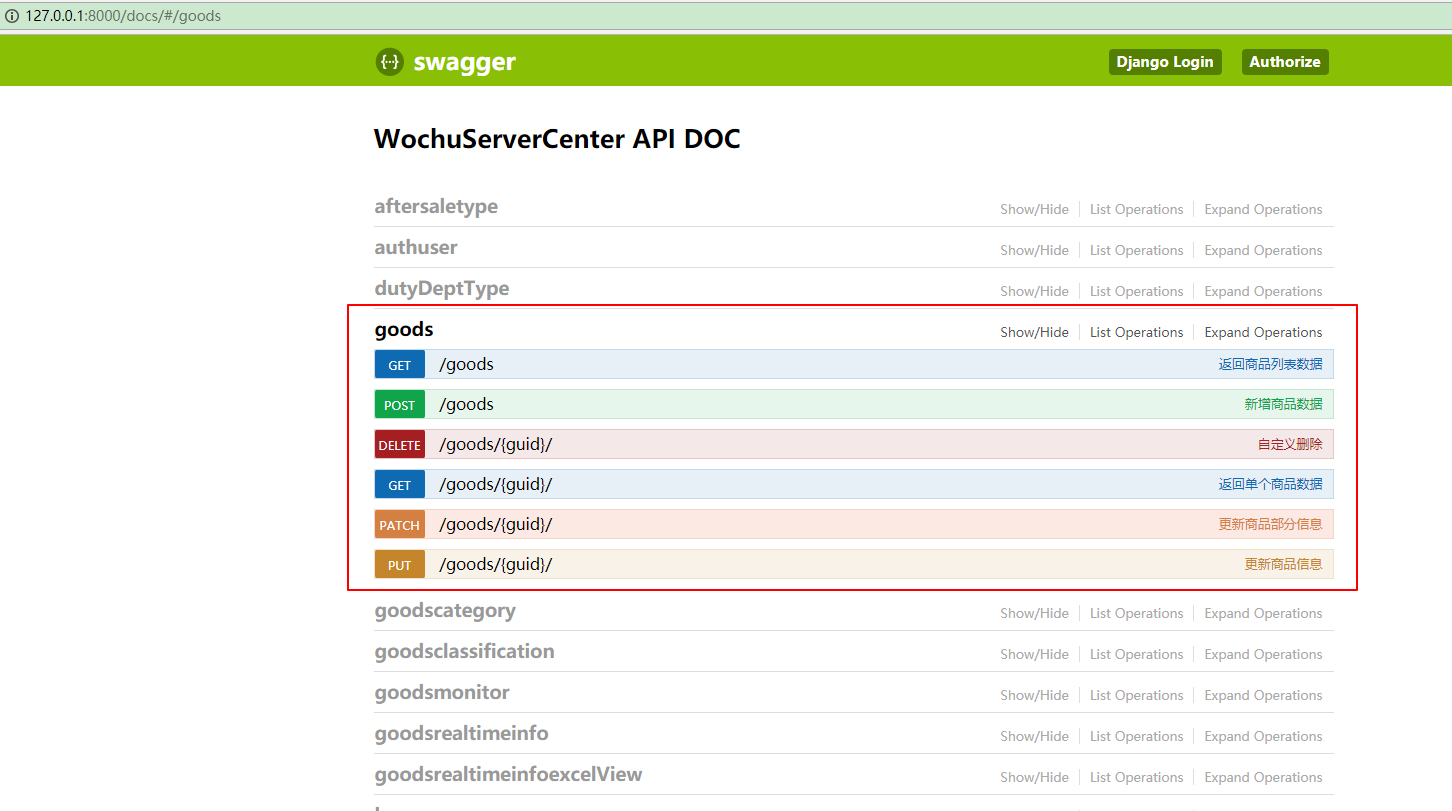 127.0.0.1:8000/docs/#/goods
{··} swagger Django Login Authorize
WochuServerCenter API DOC
aftersaletype Show/Hide List Operations Expand Operations
authuser Show/Hide List Operations Expand Operations
dutyDeptType Show/Hide List Operations Expand Operations
goods Show/Hide List Operations Expand Operations
GET /goods 返回商品列表数据
POST /goods 新增商品数据
DELETE /goods/{guid}/ 自定义删除
GET /goods/{guid}/ 返回单个商品数据
PATCH /goods/{guid}/ 更新商品部分信息
PUT /goods/{guid}/ 更新商品信息
goodscategory Show/Hide List Operations Expand Operations
goodsclassification Show/Hide List Operations Expand Operations
goodsmonitor Show/Hide List Operations Expand Operations
goodsrealtimeinfo Show/Hide List Operations Expand Operations
goodsrealtimeinfoexcelView Show/Hide List Operations Expand Operations